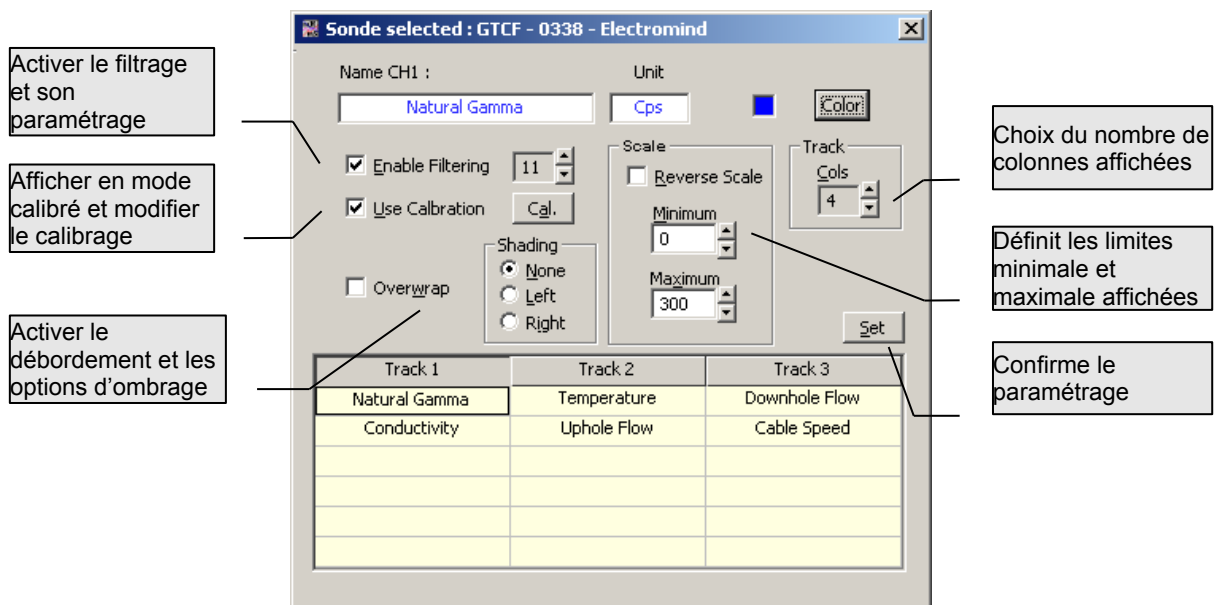 Sonde selected : GTCF - 0338 - Electromind
Activer le filtrage
et son
paramétrage
Afficher en mode
calibré et modifier
le calibrage
Activer le
débordement et les
options d'ombrage
Name CH1 :
Unit
Natural Gamma
Cps
Color
Enable Filtering
11
Use Calbration
Cal.
Overwrap
Shading
None
Left
Right
Scale
Reverse Scale
Minimum
0
Maximum
300
Track
Cols
4
Set
Track 1 Track 2 Track 3
Natural Gamma Temperature Downhole Flow
Conductivity Uphole Flow Cable Speed
Choix du nombre de
colonnes affichées
Définit les limites
minimale et
maximale affichées
Confirme le
paramétrage